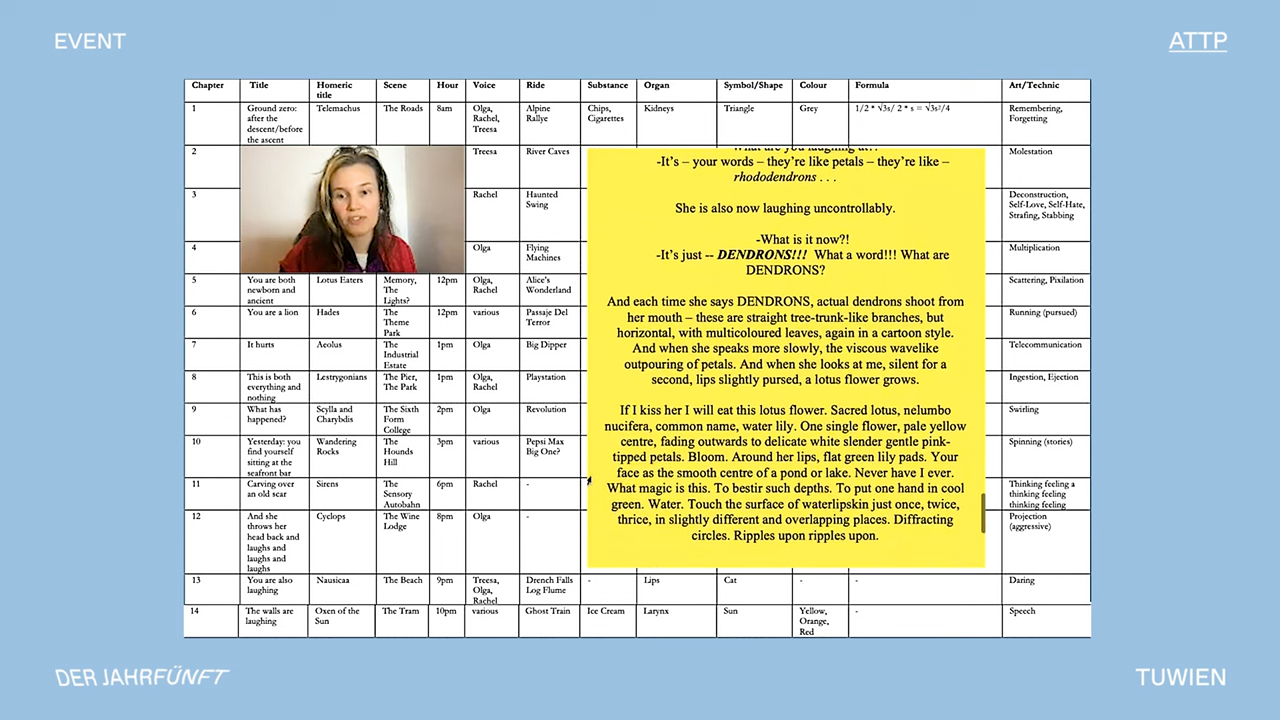 EVENT
ATTP
Chapter Title Homeric title Scene Hour Voice Ride Substance Organ Symbol/Shape Colour Formula Art/Technic
1 Ground zero: after the descent/before the ascent Telemachus The Roads 8am Olga, Rachel, Treesa Alpine Rallye Chips, Cigarettes Kidneys Triangle Grey 1/2 * √3s/ 2 * s = √3s²/4 Remembering, Forgetting
2 Treesa River Caves Molestation
3 Rachel Haunted Swing Deconstruction, Self-Love, Self-Hate, Strafing, Stabbing
4 Olga Flying Machines Multiplication
5 You are both newborn and ancient Lotus Eaters Memory, The Lights? 12pm Olga, Rachel Alice's Wonderland Scattering, Pixilation
6 You are a lion Hades The Theme Park 12pm various Passaje Del Terror Running (pursued)
7 It hurts Aeolus The Industrial Estate 1pm Olga Big Dipper Telecommunication
8 This is both everything and nothing Lestrygonians The Pier, The Park 1pm Olga, Rachel Playstation Ingestion, Ejection
9 What has happened? Scylla and Charybdis The Sixth Form College 2pm Olga Revolution Swirling
10 Yesterday: you find yourself sitting at the seafront bar Wandering Rocks The Hounds Hill 3pm various Pepsi Max Big One? Spinning (stories)
11 Carving over an old scar Sirens The Sensory Autobahn 6pm Rachel - Thinking feeling a thinking feeling thinking feeling
12 And she throws her head back and laughs and laughs and laughs Cyclops The Wine Lodge 8pm Olga - Projection (aggressive)
13 You are also laughing Nausicaa The Beach 9pm Treesa, Olga, Rachel Drench Falls Log Flume - Lips Cat - - Daring
14 The walls are laughing Oxen of the Sun The Tram 10pm various Ghost Train Ice Cream Larynx Sun Yellow, Orange, Red - Speech
What are you laughing at??
-It's – your words – they're like petals – they're like –
rhododendrons . . .
She is also now laughing uncontrollably.
-What is it now?!
-It's just -- DENDRONS!!! What a word!!! What are
DENDRONS?
And each time she says DENDRONS, actual dendrons shoot from
her mouth – these are straight tree-trunk-like branches, but
horizontal, with multicoloured leaves, again in a cartoon style.
And when she speaks more slowly, the viscous wavelike
outpouring of petals. And when she looks at me, silent for a
second, lips slightly pursed, a lotus flower grows.
If I kiss her I will eat this lotus flower. Sacred lotus, nelumbo
nucifera, common name, water lily. One single flower, pale yellow
centre, fading outwards to delicate white slender gentle pink-
tipped petals. Bloom. Around her lips, flat green lily pads. Your
face as the smooth centre of a pond or lake. Never have I ever.
What magic is this. To bestir such depths. To put one hand in cool
green. Water. Touch the surface of waterlipskin just once, twice,
thrice, in slightly different and overlapping places. Diffracting
circles. Ripples upon ripples upon.
DER JAHRFÜNFT
TUWIEN